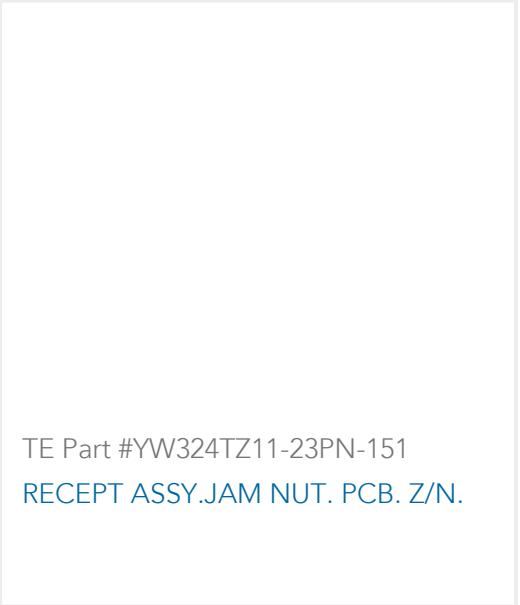 TE Part #YW324TZ11-23PN-151
RECEPT ASSY.JAM NUT. PCB. Z/N.